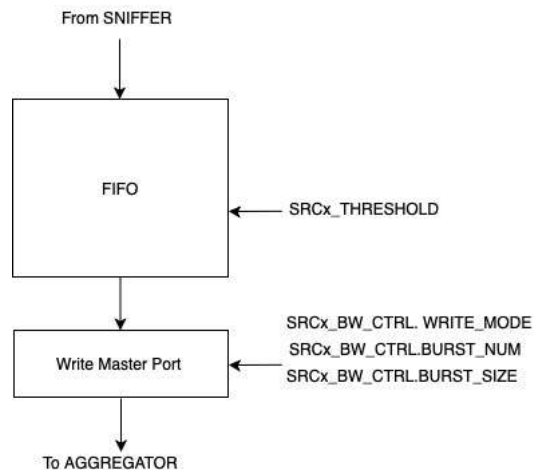 From SNIFFER
FIFO
SRCx_THRESHOLD
SRCx_BW_CTRL. WRITE_MODE
SRCx_BW_CTRL.BURST_NUM
Write Master Port
SRCx_BW_CTRL.BURST_SIZE
To AGGREGATOR